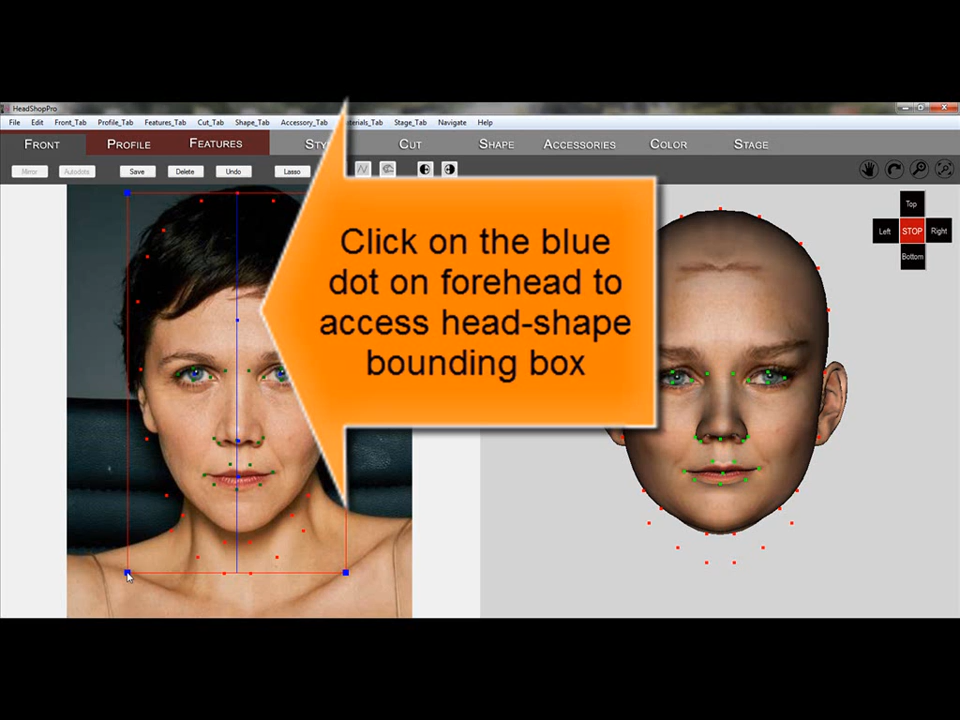 HeadShopPro
File Edit Front_Tab Profile_Tab Features_Tab Cut_Tab Shape_Tab Accessory_Tab Stage_Tab Navigate Help
FRONT PROFILE FEATURES CUT SHAPE ACCESSORIES COLOR STAGE
Mirror Autodots Save Delete Undo Lasso
Top
Left STOP Right
Bottom
Click on the blue
dot on forehead to
access head-shape
bounding box